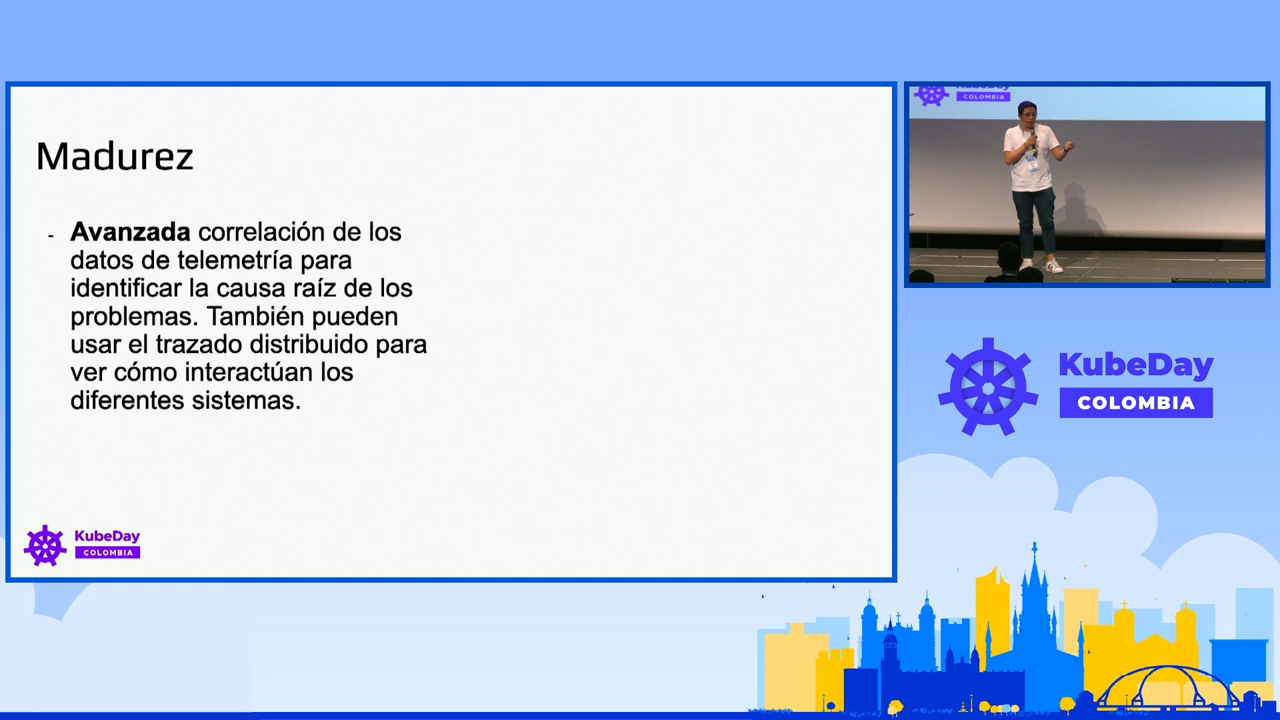 Madurez
- Avanzada correlación de los
datos de telemetría para
identificar la causa raíz de los
problemas. También pueden
usar el trazado distribuido para
ver cómo interactúan los
diferentes sistemas.
KubeDay
COLOMBIA
COLOMBIA
KubeDay
COLOMBIA